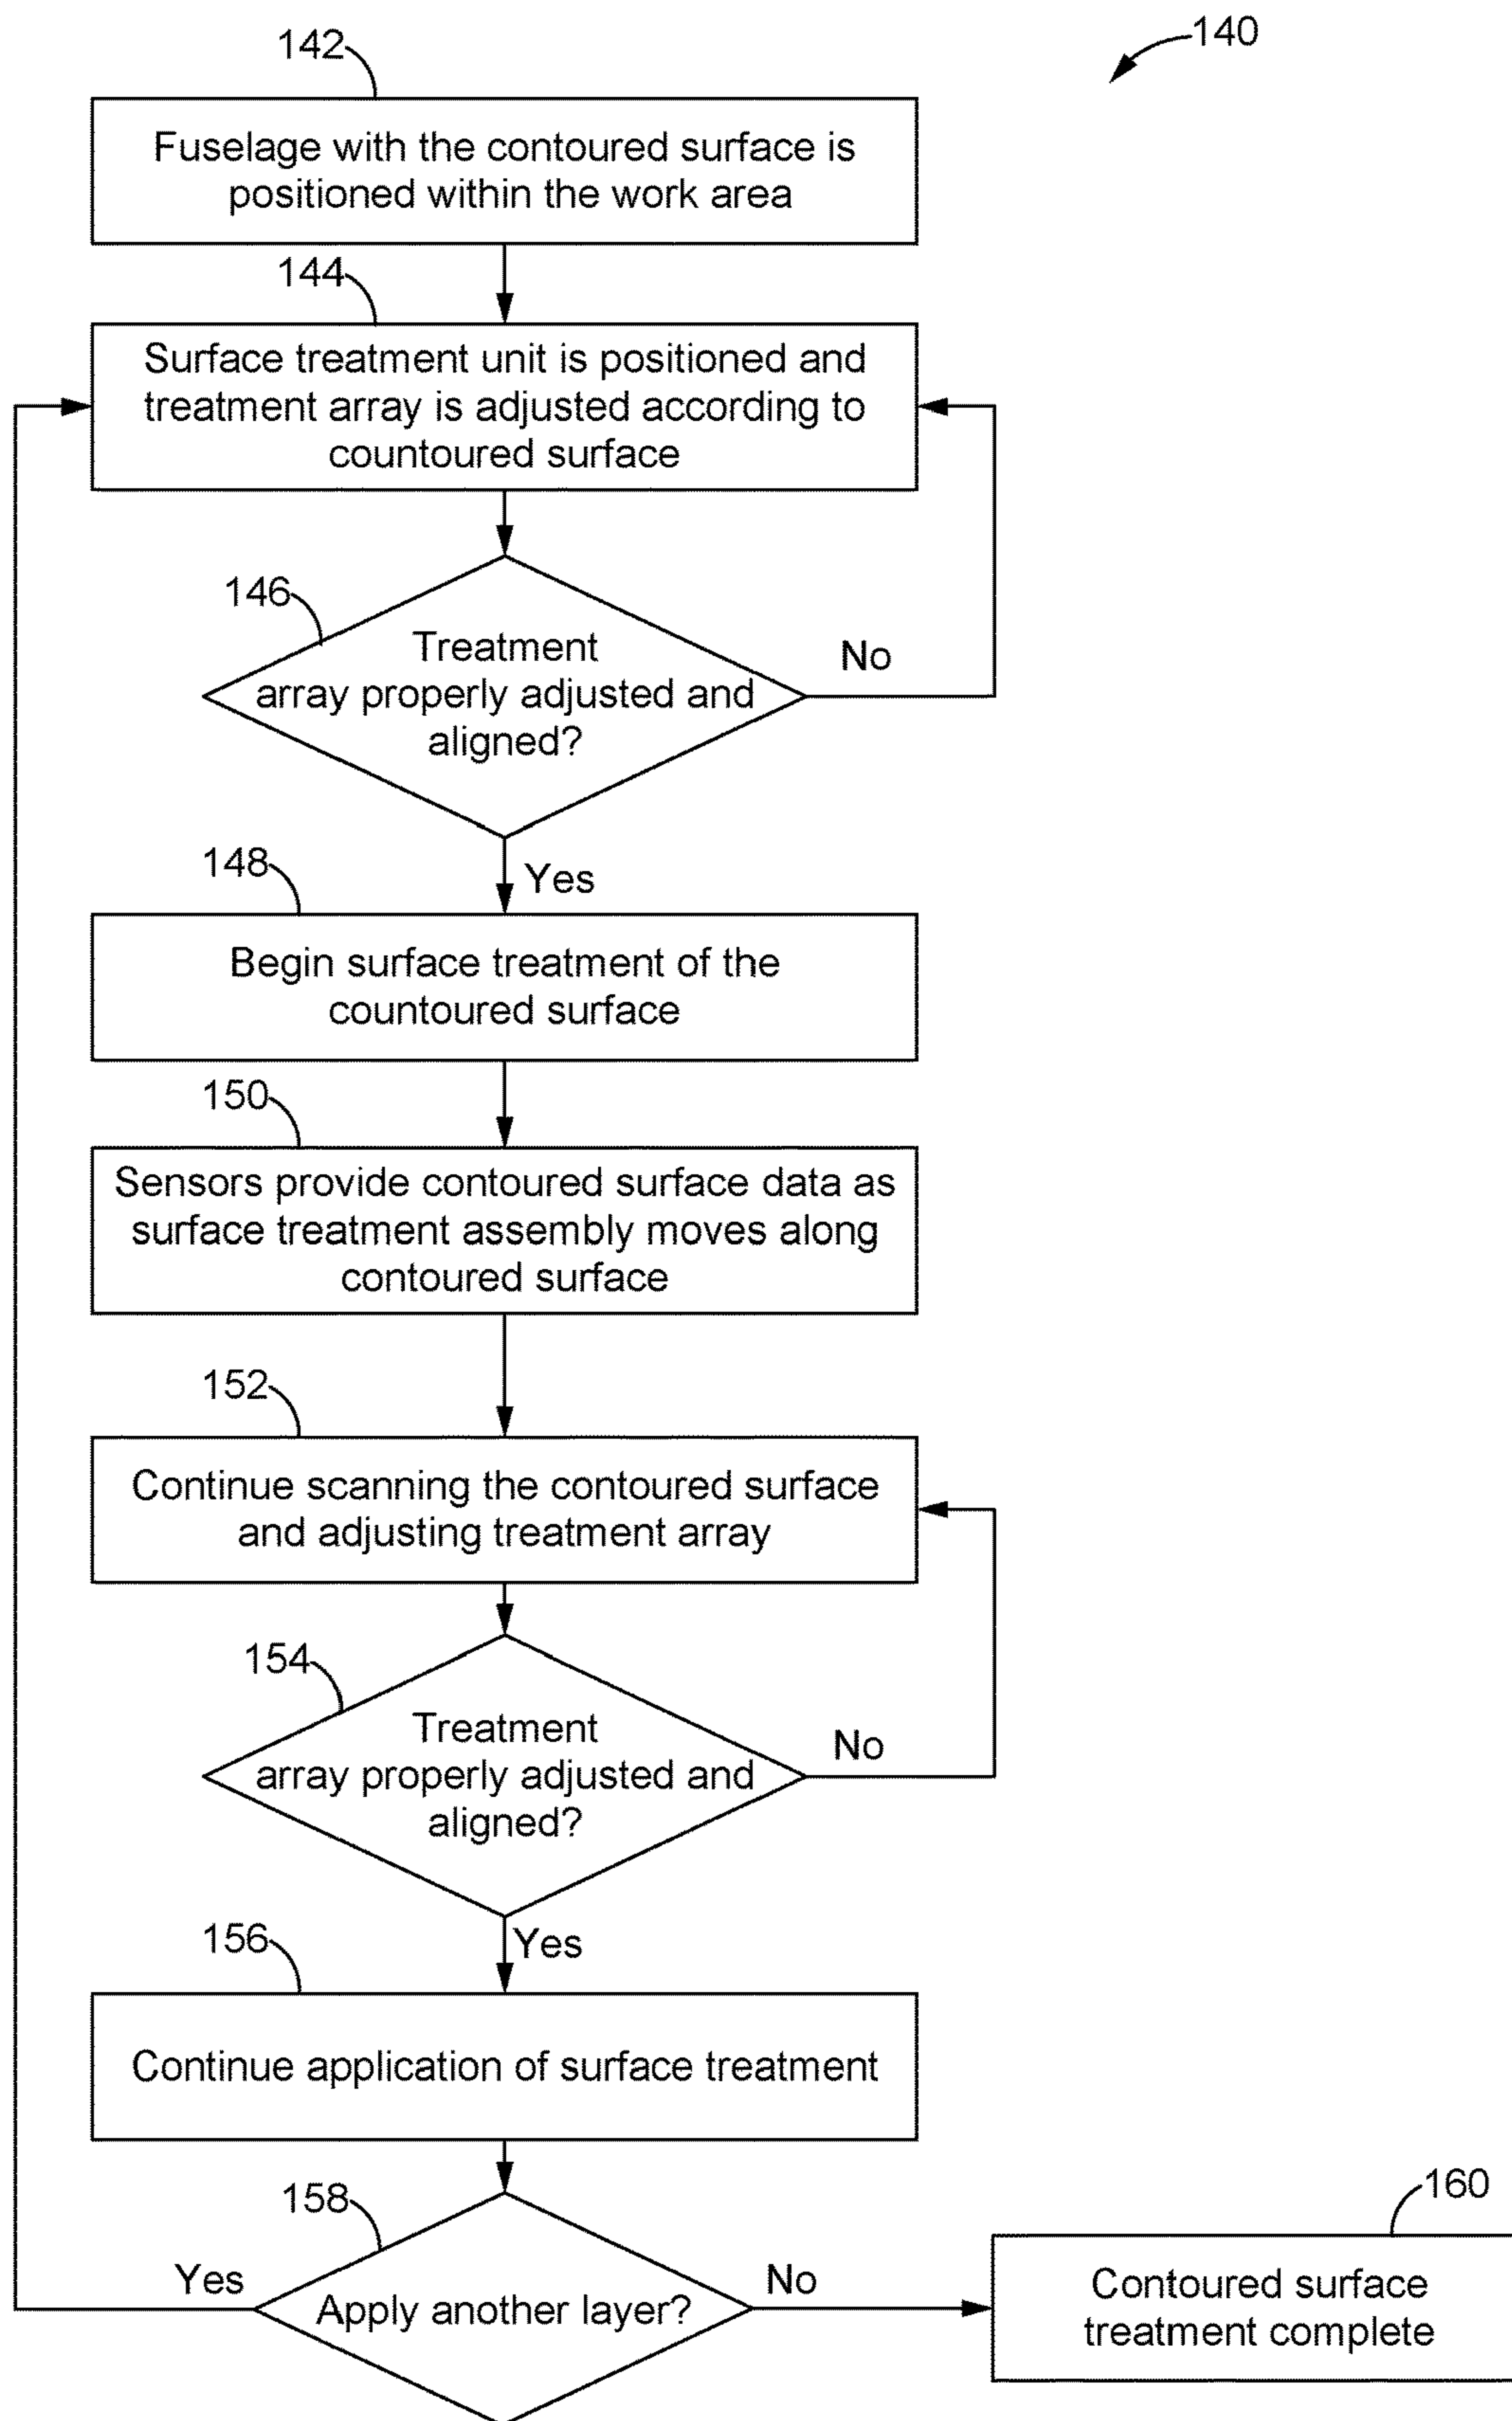 140
142
Fuselage with the contoured surface is
positioned within the work area
144
Surface treatment unit is positioned and
treatment array is adjusted according to
countoured surface
146
Treatment
array properly adjusted and
aligned?
No
Yes
148
Begin surface treatment of the
countoured surface
150
Sensors provide contoured surface data as
surface treatment assembly moves along
contoured surface
152
Continue scanning the contoured surface
and adjusting treatment array
154
Treatment
array properly adjusted and
aligned?
No
Yes
156
Continue application of surface treatment
158
Apply another layer?
Yes
No
160
Contoured surface
treatment complete